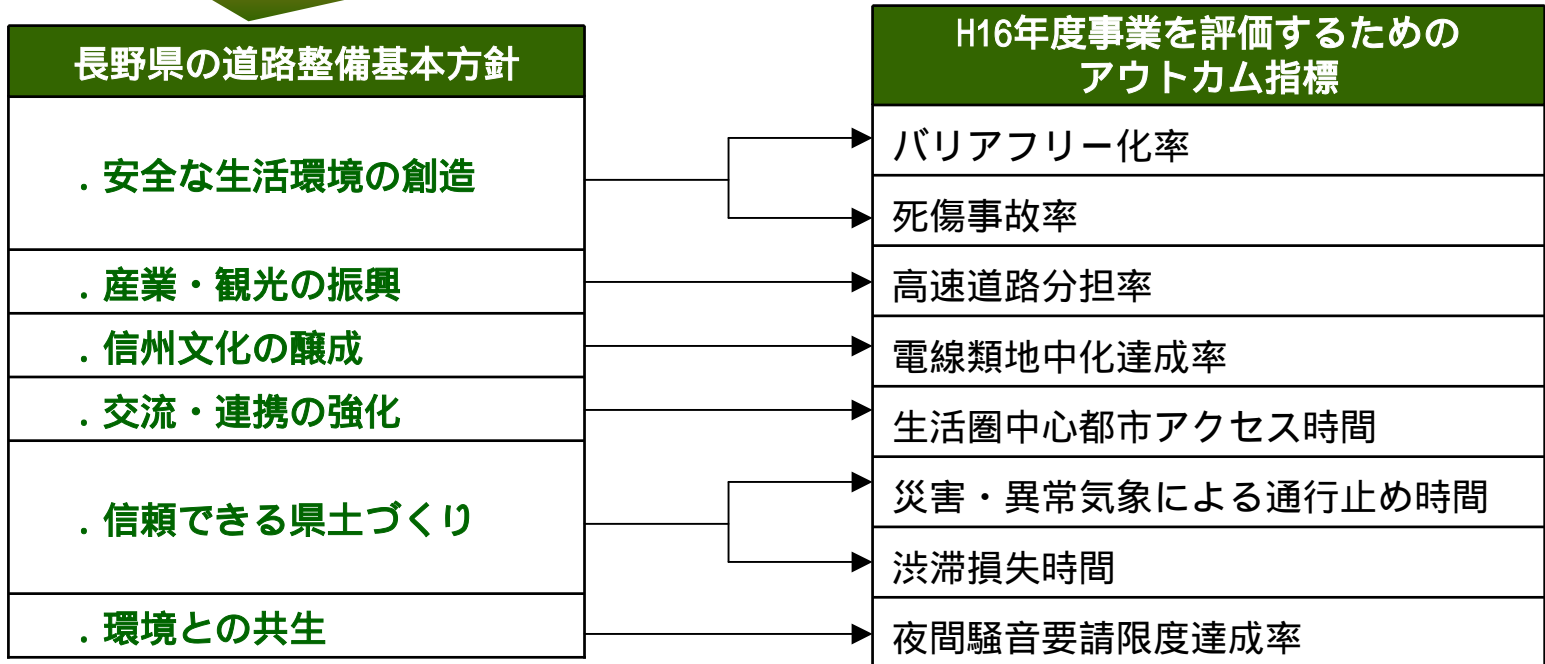 長野県の道路整備基本方針
．安全な生活環境の創造
．産業・観光の振興
．信州文化の醸成
．交流・連携の強化
．信頼できる県土づくり
．環境との共生
H16年度事業を評価するための
アウトカム指標
バリアフリー化率
死傷事故率
高速道路分担率
電線類地中化達成率
生活圏中心都市アクセス時間
災害・異常気象による通行止め時間
渋滞損失時間
夜間騒音要請限度達成率